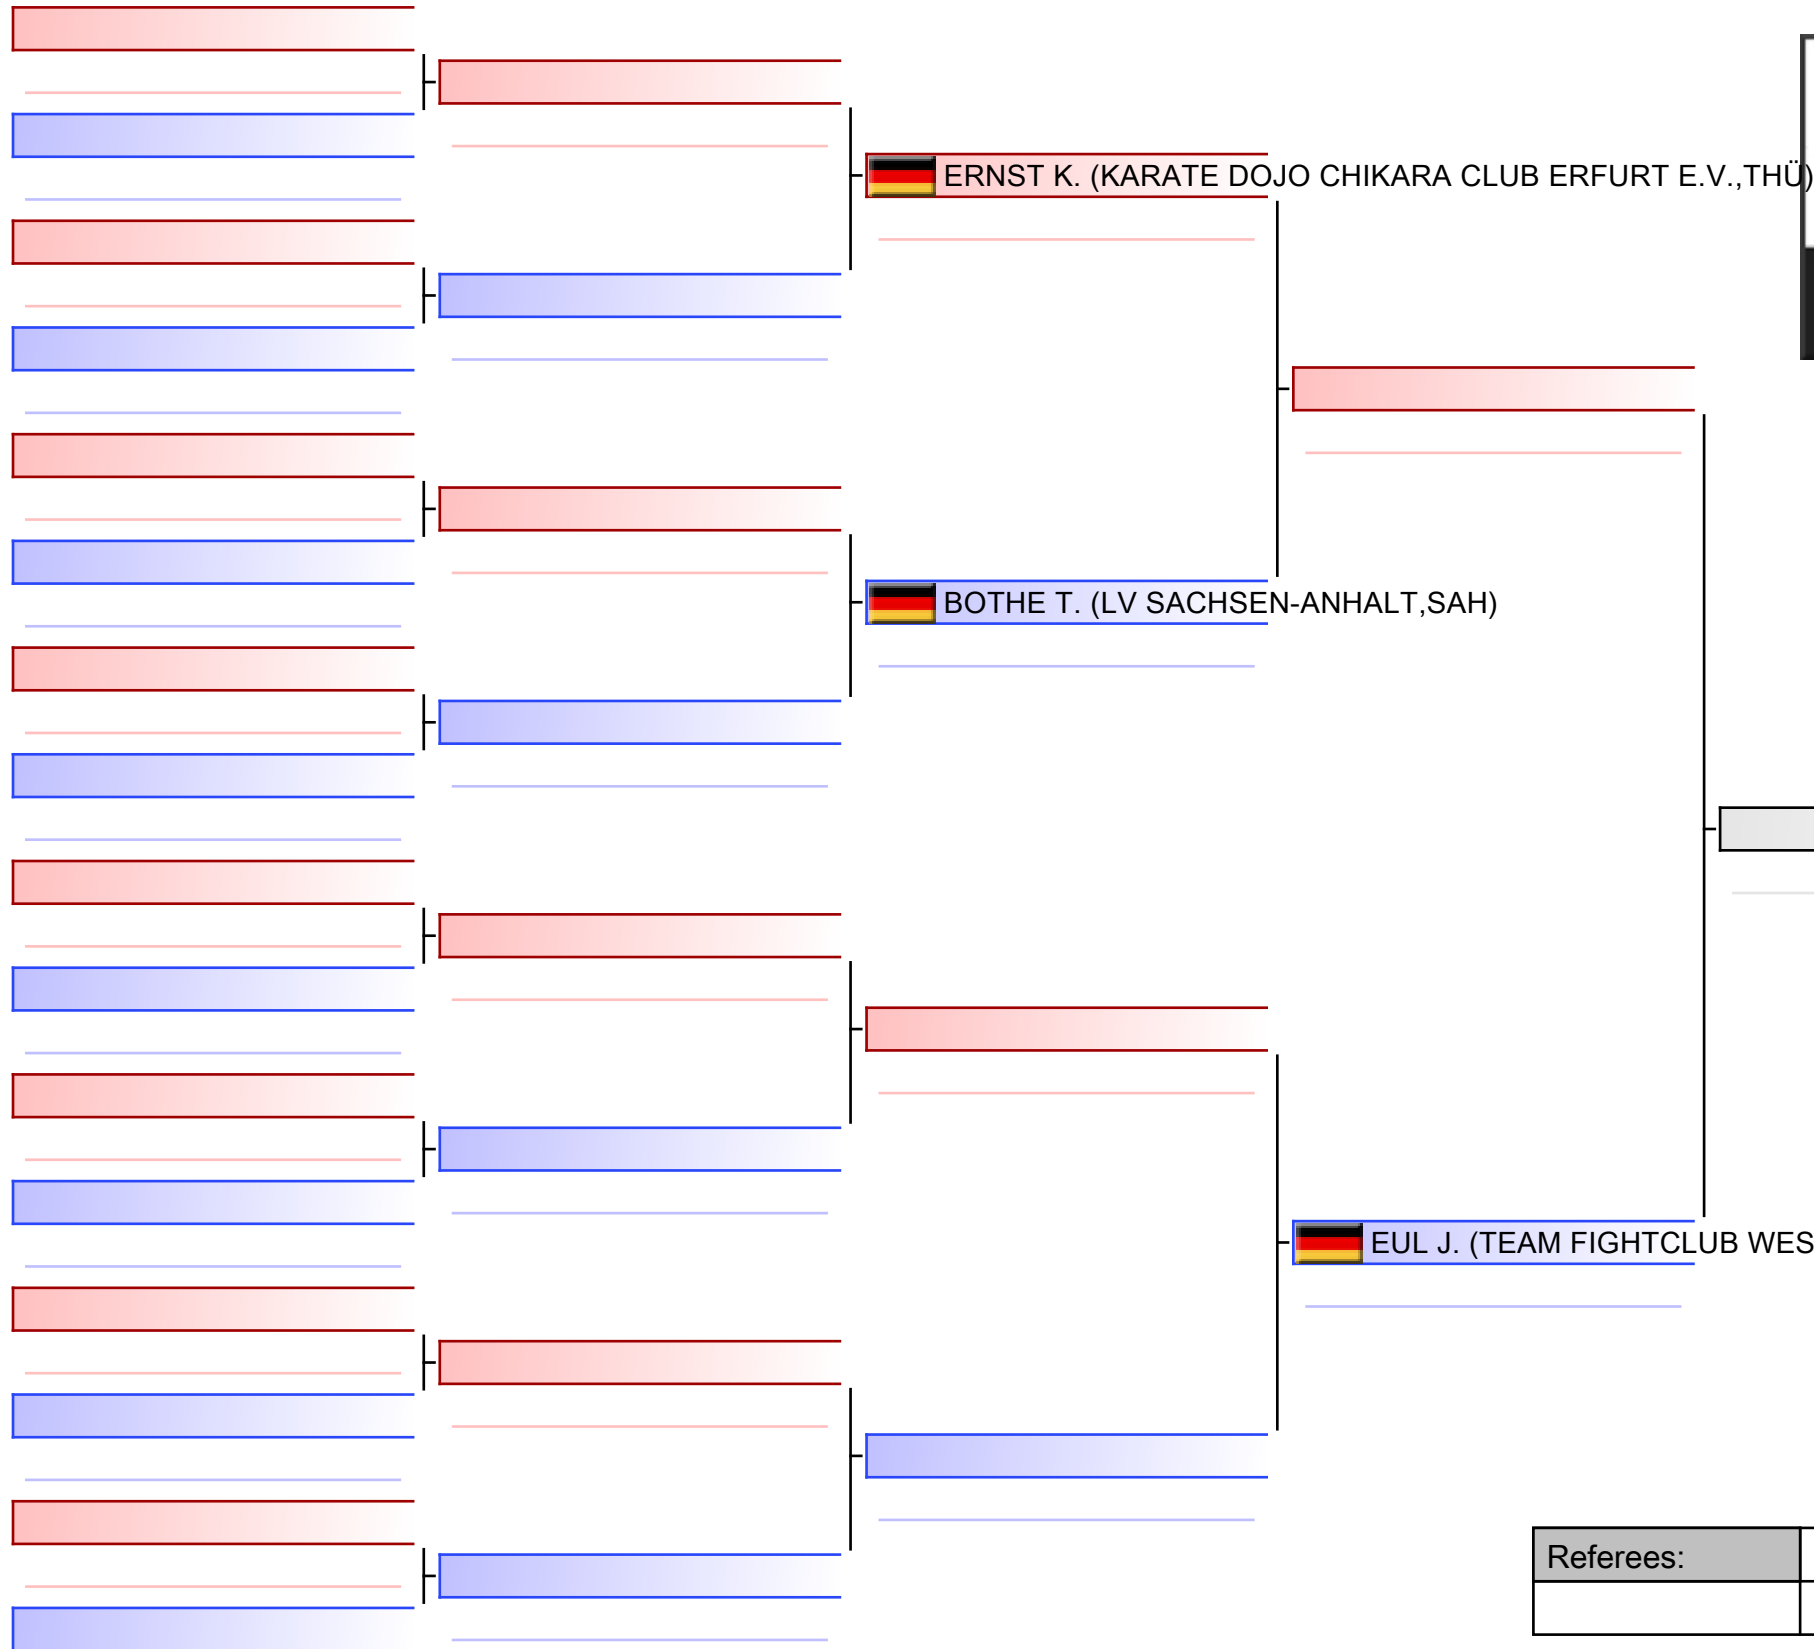 ERNST K. (KARATE DOJO CHIKARA CLUB ERFURT E.V.,THÜ)
BOTHE T. (LV SACHSEN-ANHALT,SAH)
EUL J. (TEAM FIGHTCLUB WES
Referees: